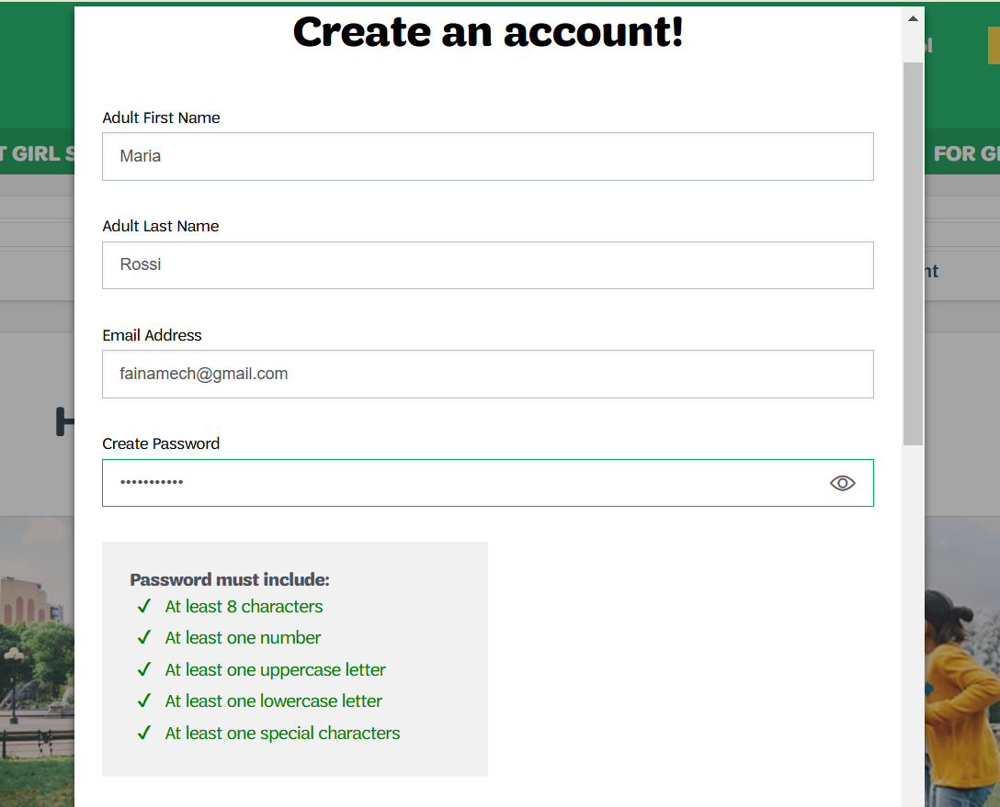 Create an account!
Adult First Name
Maria
T GIRL S
FOR GI
Adult Last Name
Rossi
nt
Email Address
fainamech@gmail.com
H
Create Password
•••••••••••
Password must include:
✓ At least 8 characters
✓ At least one number
✓ At least one uppercase letter
✓ At least one lowercase letter
✓ At least one special characters